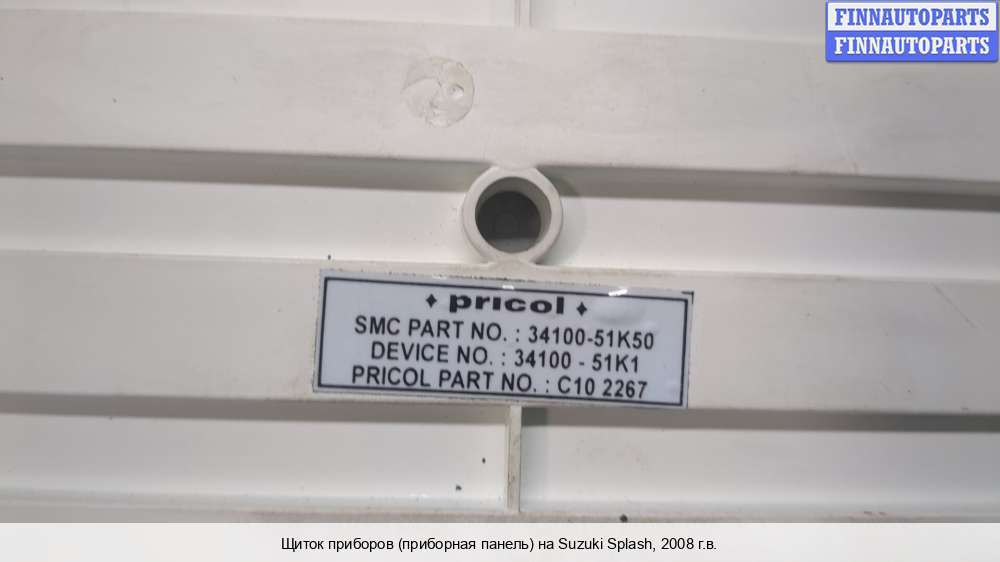 FINNAUTOPARTS
FINNAUTOPARTS
pricol
SMC PART NO. : 34100-51K50
DEVICE NO. : 34100 - 51K1
PRICOL PART NO. : C10 2267
Щиток приборов (приборная панель) на Suzuki Splash, 2008 г.в.